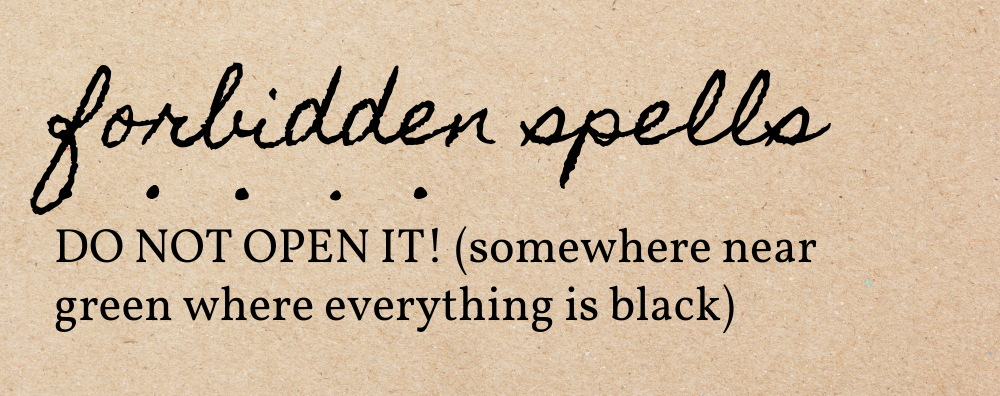 forbidden spells
. . . . .
DO NOT OPEN IT! (somewhere near
green where everything is black)